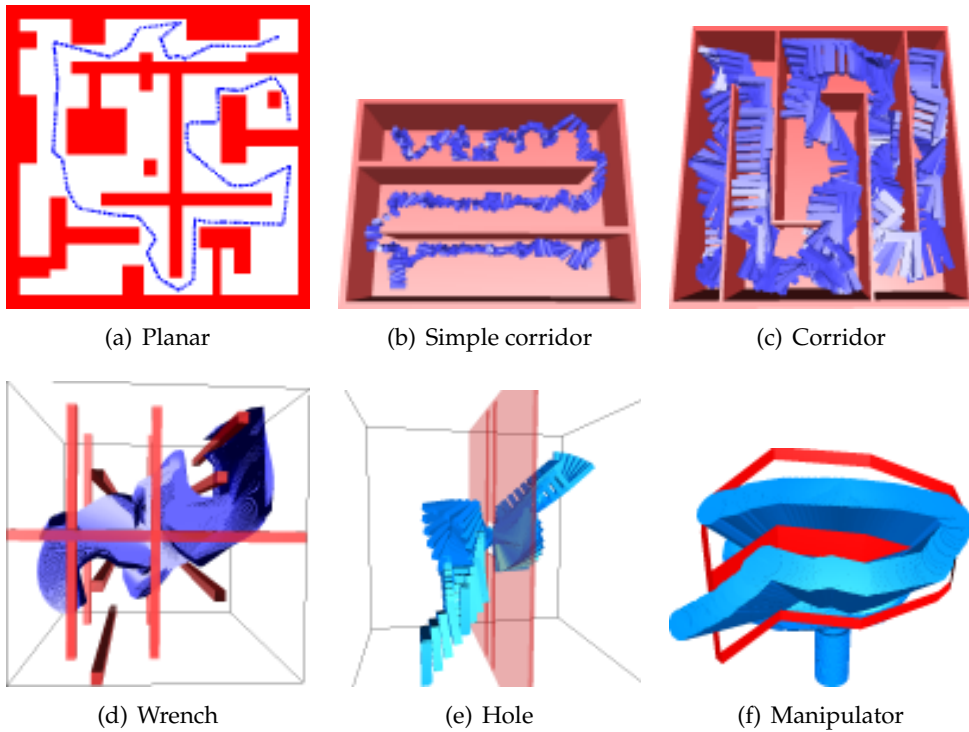 (a) Planar
(b) Simple corridor
(c) Corridor
(d) Wrench
(e) Hole
(f) Manipulator